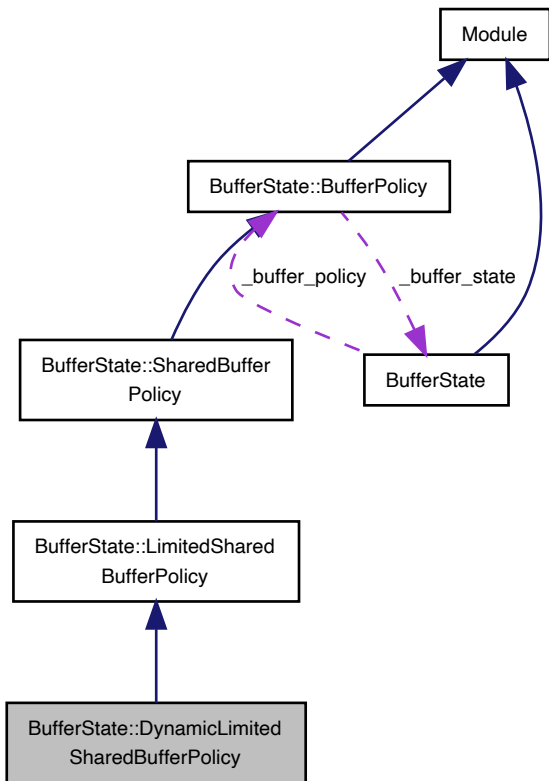 Module
BufferState::BufferPolicy
_buffer_policy
_buffer_state
BufferState::SharedBuffer
Policy
BufferState
BufferState::LimitedShared
BufferPolicy
BufferState::DynamicLimited
SharedBufferPolicy